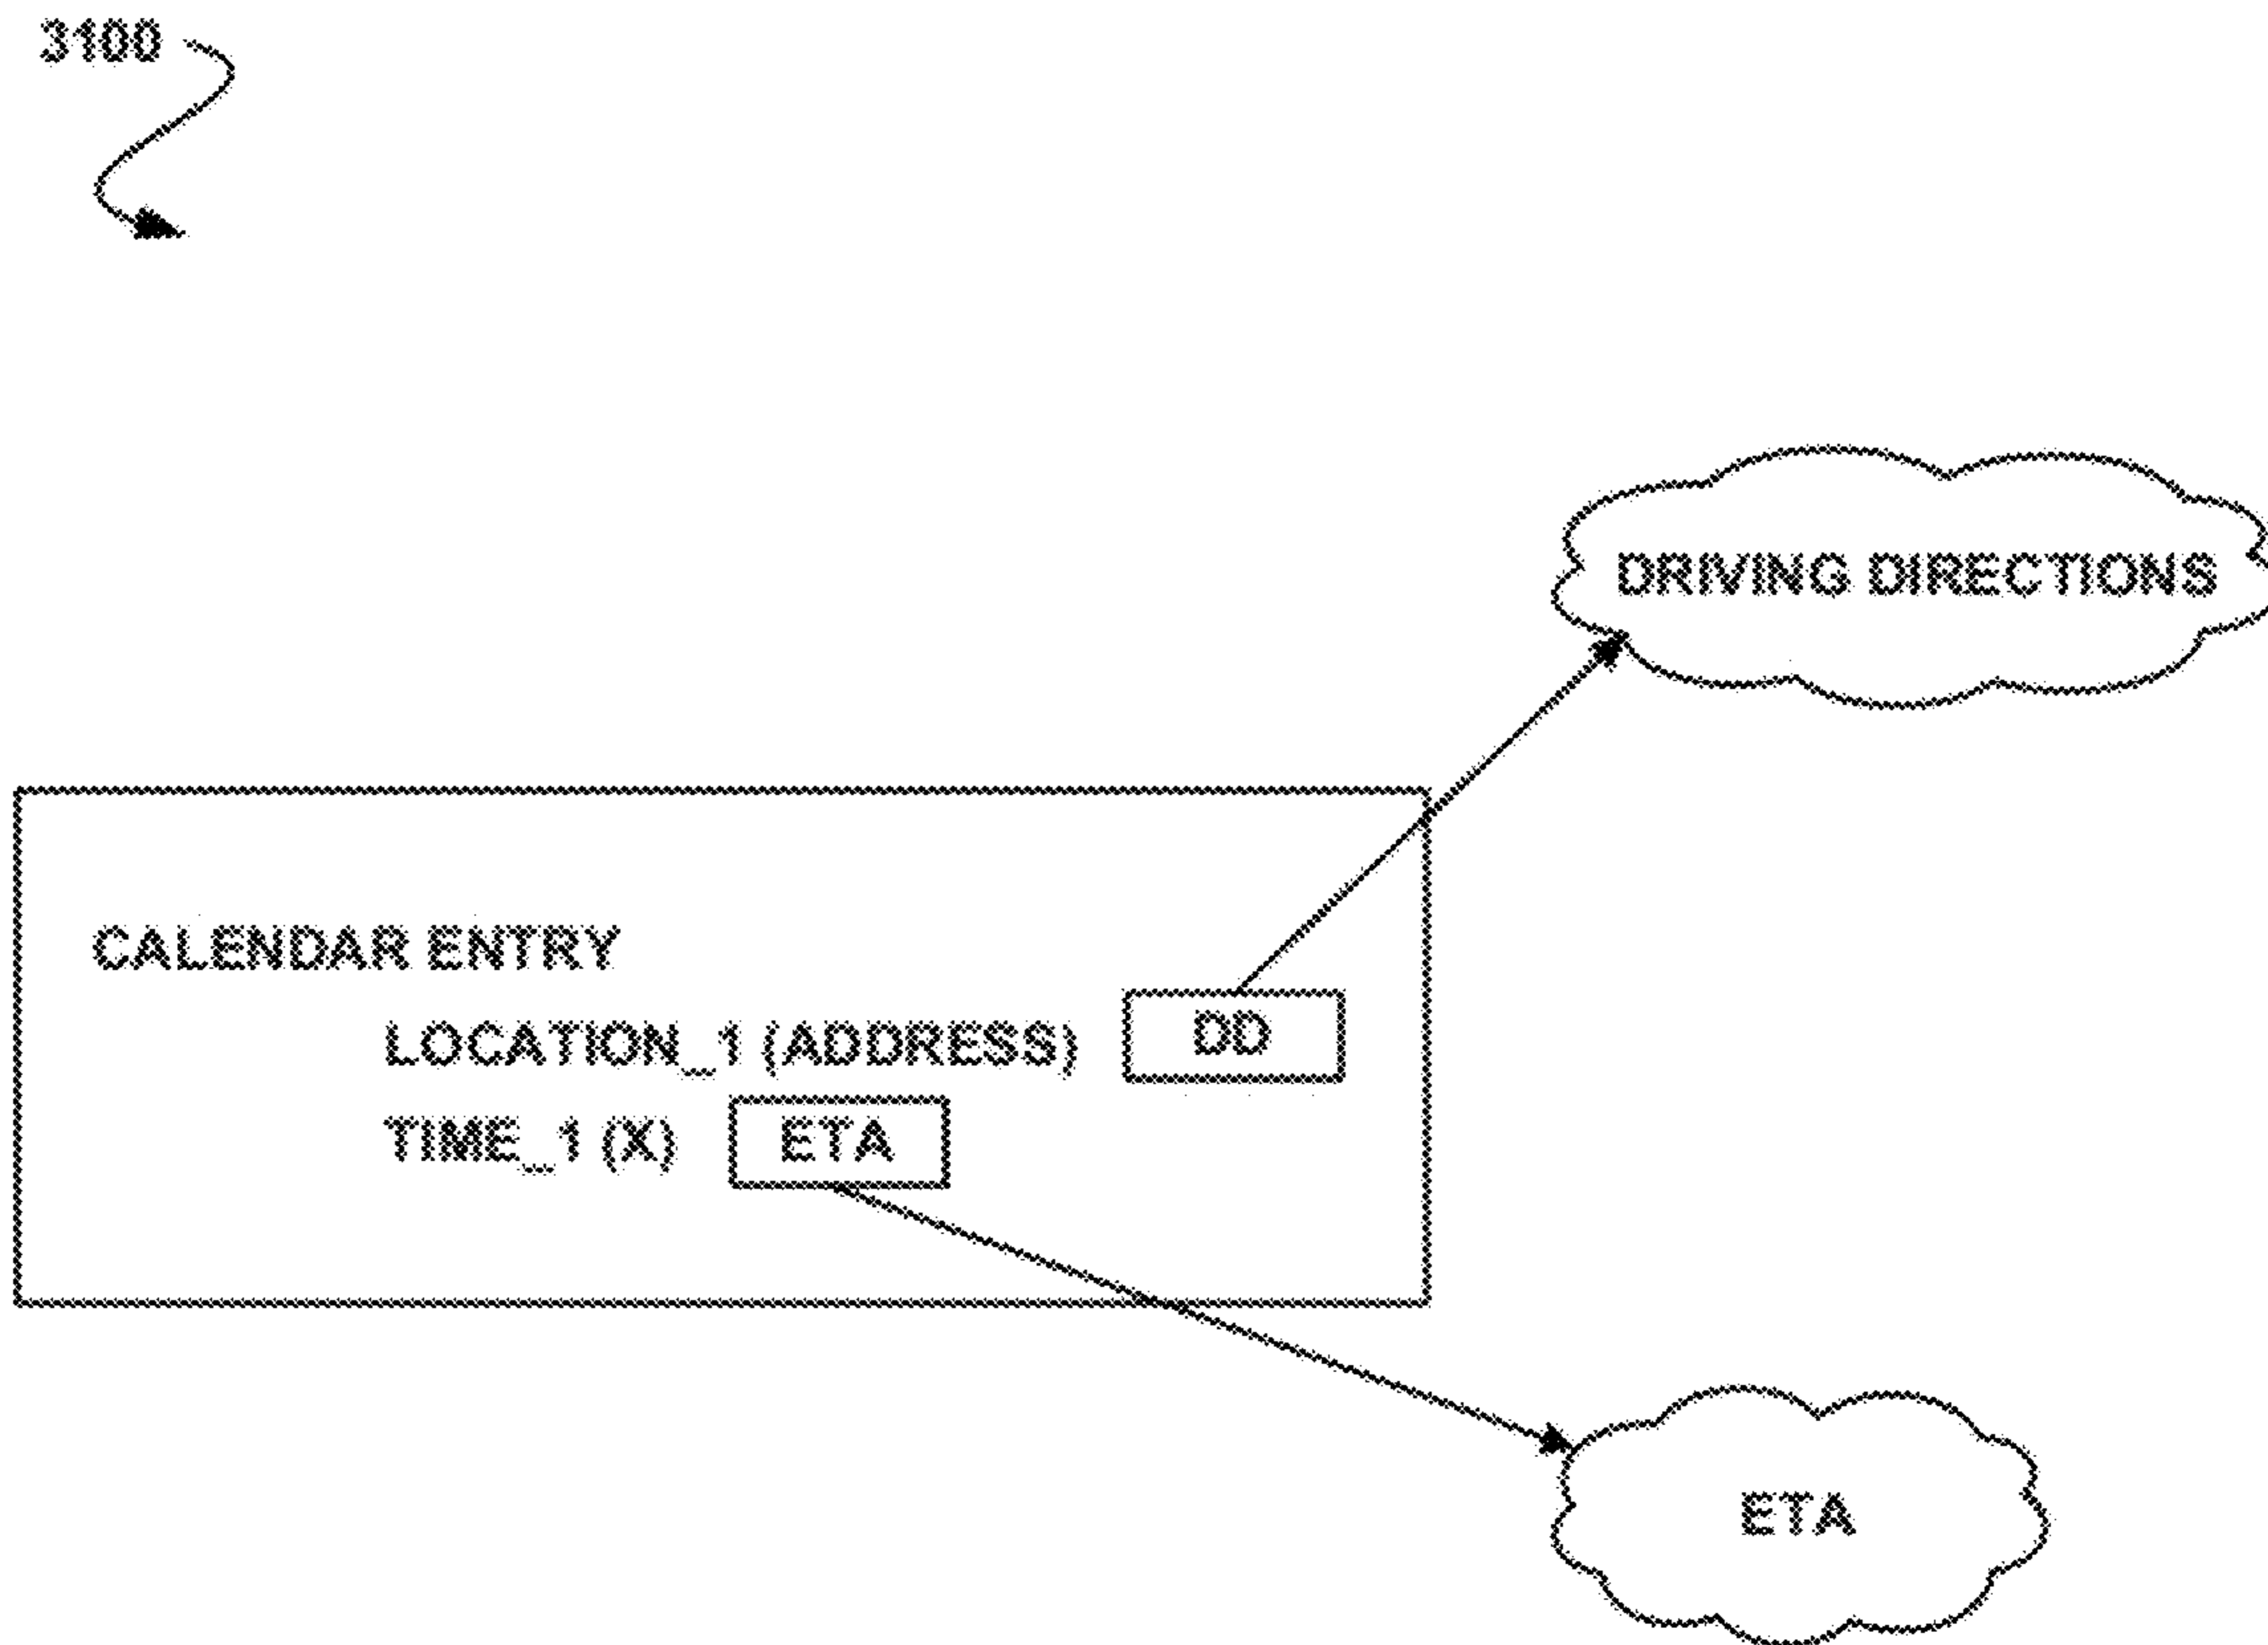 3100
DRIVING DIRECTIONS
CALENDAR ENTRY
LOCATION_1 (ADDRESS) DD
TIME_1 (X) ETA
ETA